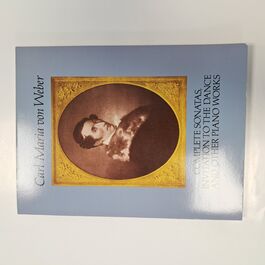 Carl Maria von Weber
COMPLETE SONATAS,
INVITATION TO THE DANCE
AND OTHER PIANO WORKS